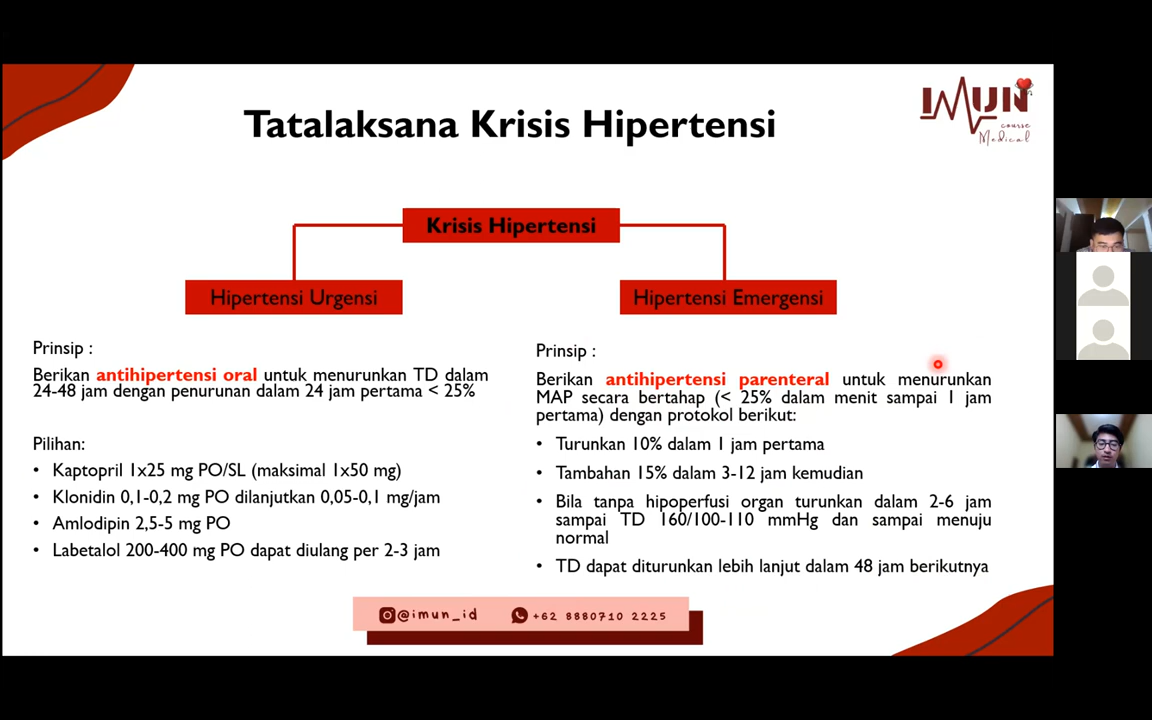 Tatalaksana Krisis Hipertensi
IMUN
course
Medical
Krisis Hipertensi
Hipertensi Urgensi
Hipertensi Emergensi
Prinsip :
Berikan antihipertensi oral untuk menurunkan TD dalam
24-48 jam dengan penurunan dalam 24 jam pertama < 25%
Pilihan:
• Kaptopril 1x25 mg PO/SL (maksimal 1x50 mg)
• Klonidin 0,1-0,2 mg PO dilanjutkan 0,05-0,1 mg/jam
• Amlodipin 2,5-5 mg PO
• Labetalol 200-400 mg PO dapat diulang per 2-3 jam
Prinsip :
Berikan antihipertensi parenteral untuk menurunkan
MAP secara bertahap (< 25% dalam menit sampai 1 jam
pertama) dengan protokol berikut:
• Turunkan 10% dalam 1 jam pertama
• Tambahan 15% dalam 3-12 jam kemudian
• Bila tanpa hipoperfusi organ turunkan dalam 2-6 jam
sampai TD 160/100-110 mmHg dan sampai menuju
normal
• TD dapat diturunkan lebih lanjut dalam 48 jam berikutnya
@imun_id
+62 8880710 2225